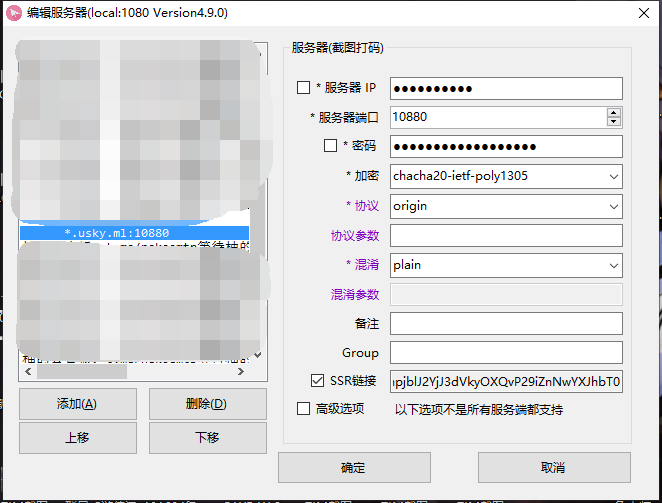 编辑服务器(local:1080 Version4.9.0)
*.usky.ml:10880
添加(A)
删除(D)
上移
下移
服务器(截图打码)
* 服务器 IP
●●●●●●●●●●
* 服务器端口
10880
* 密码
●●●●●●●●●●●●●●●●●●
* 加密
chacha20-ietf-poly1305
* 协议
origin
协议参数
* 混淆
plain
混淆参数
备注
Group
SSR链接
pjblJ2YjJ3dVkyOXQvP29iZnNwYXJhbT0
高级选项
以下选项不是所有服务端都支持
确定
取消